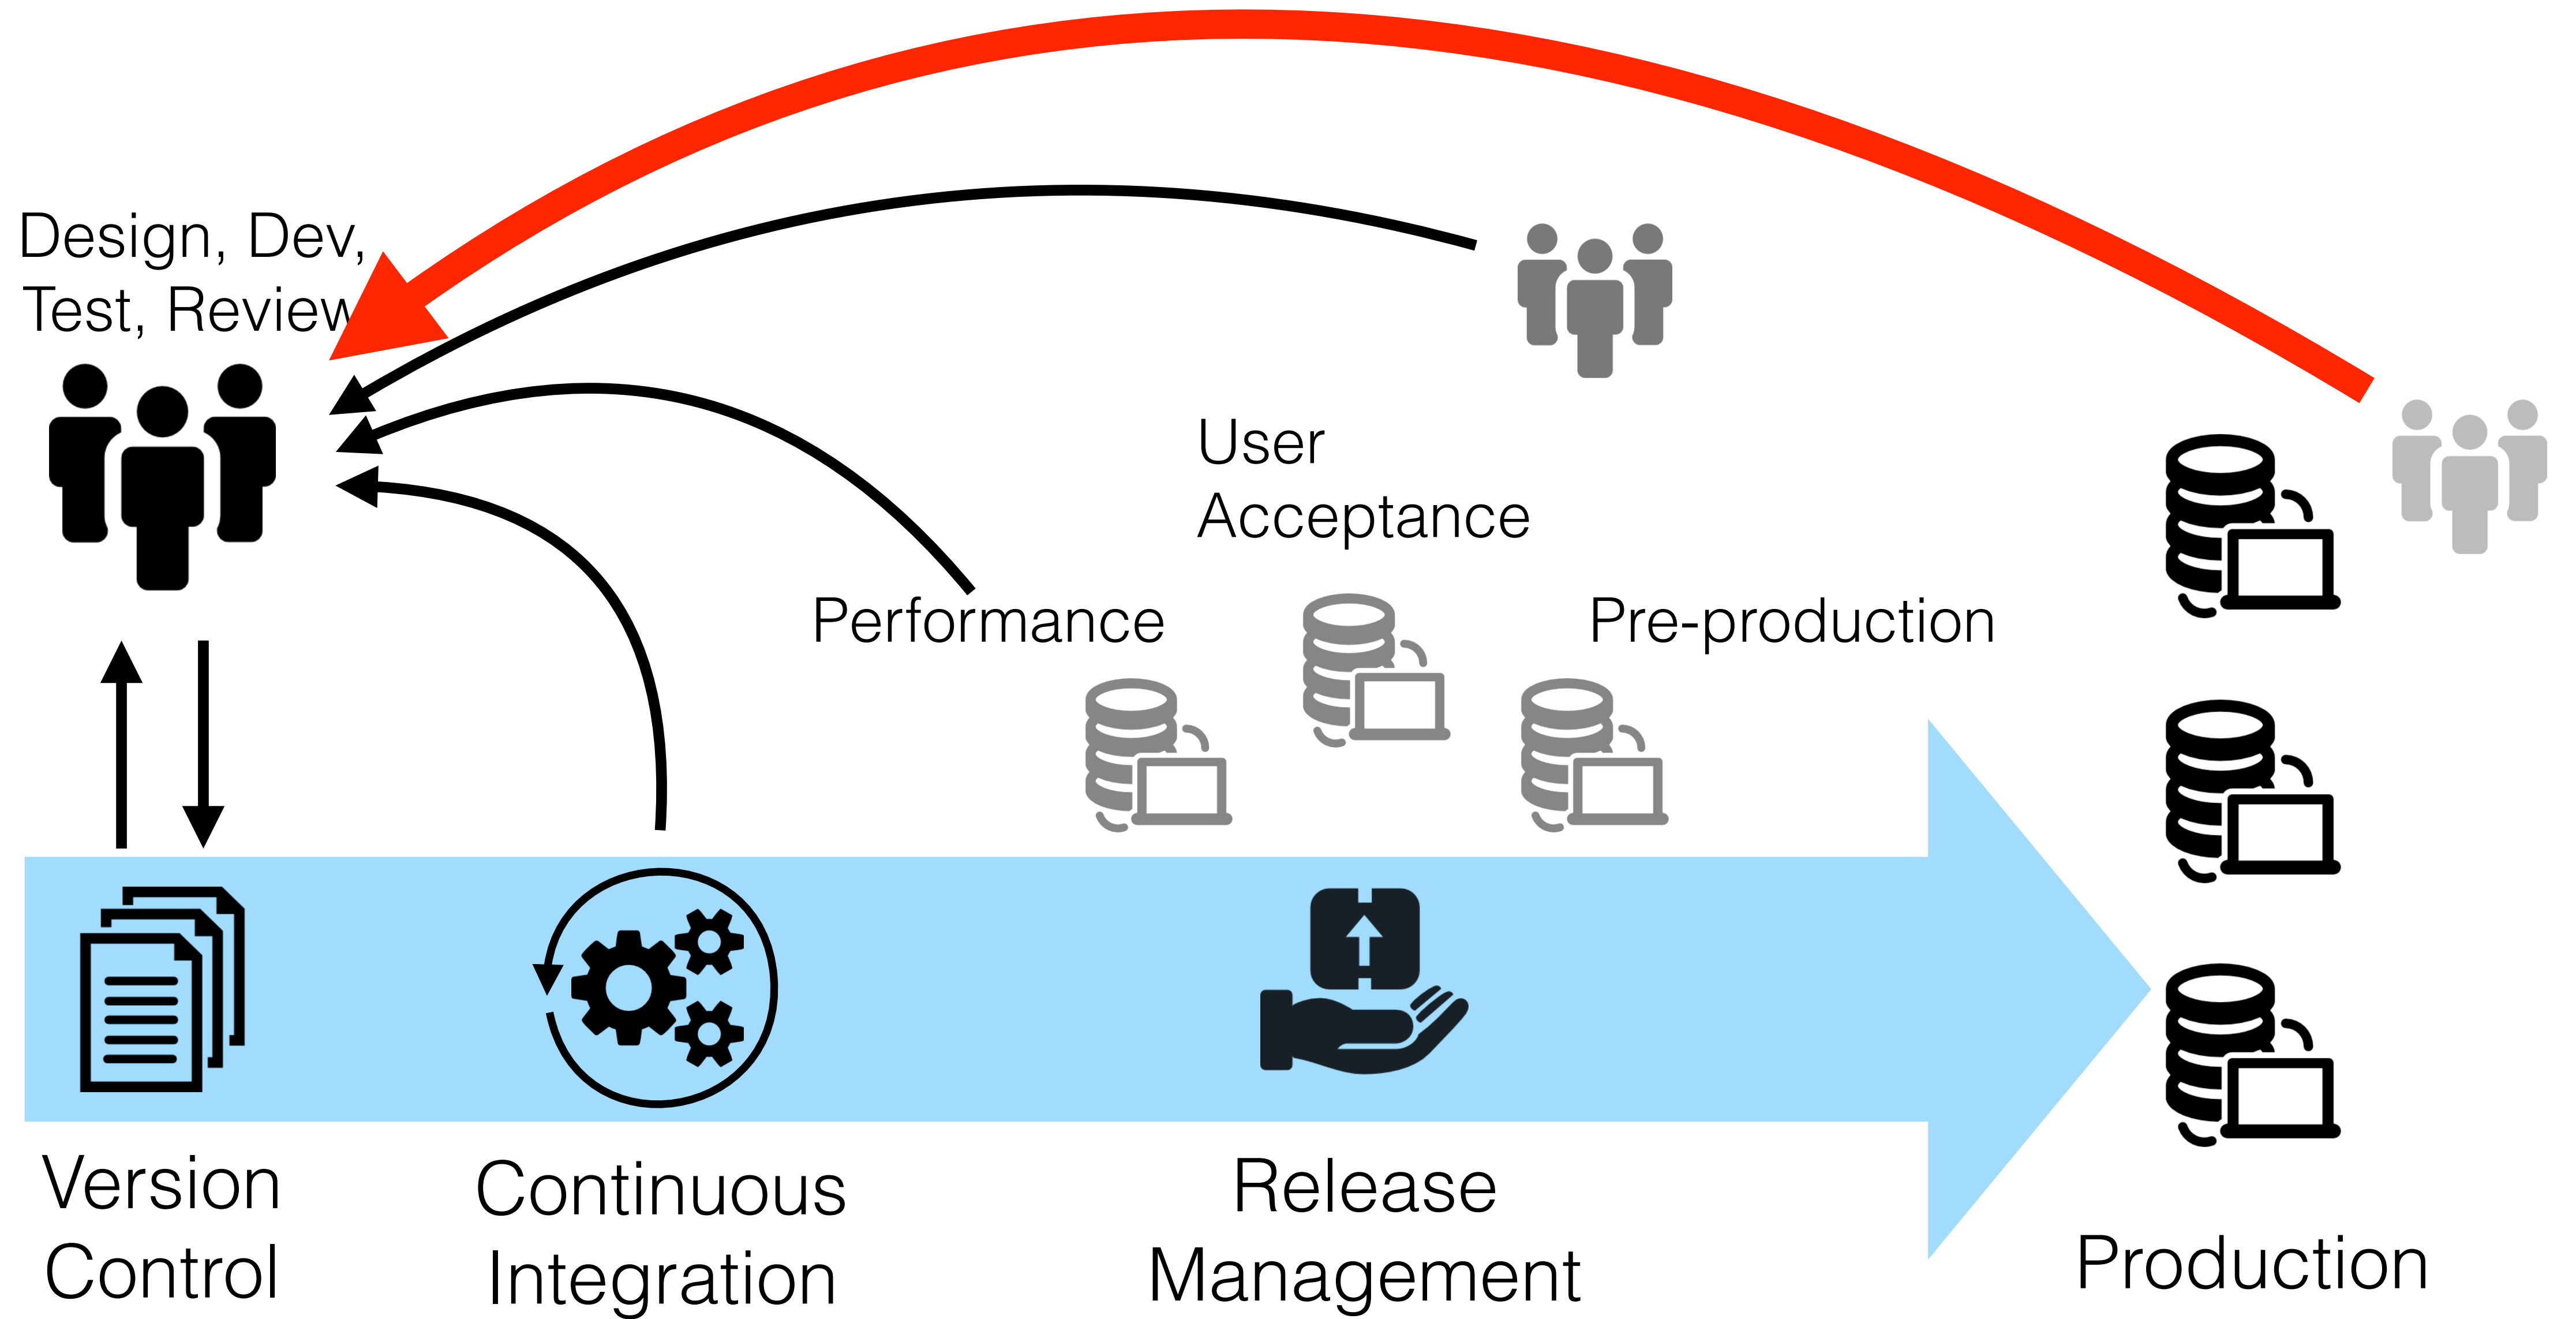 Design, Dev,
Test, Review
User
Acceptance
Performance
Pre-production
Version
Control
Continuous
Integration
Release
Management
Production